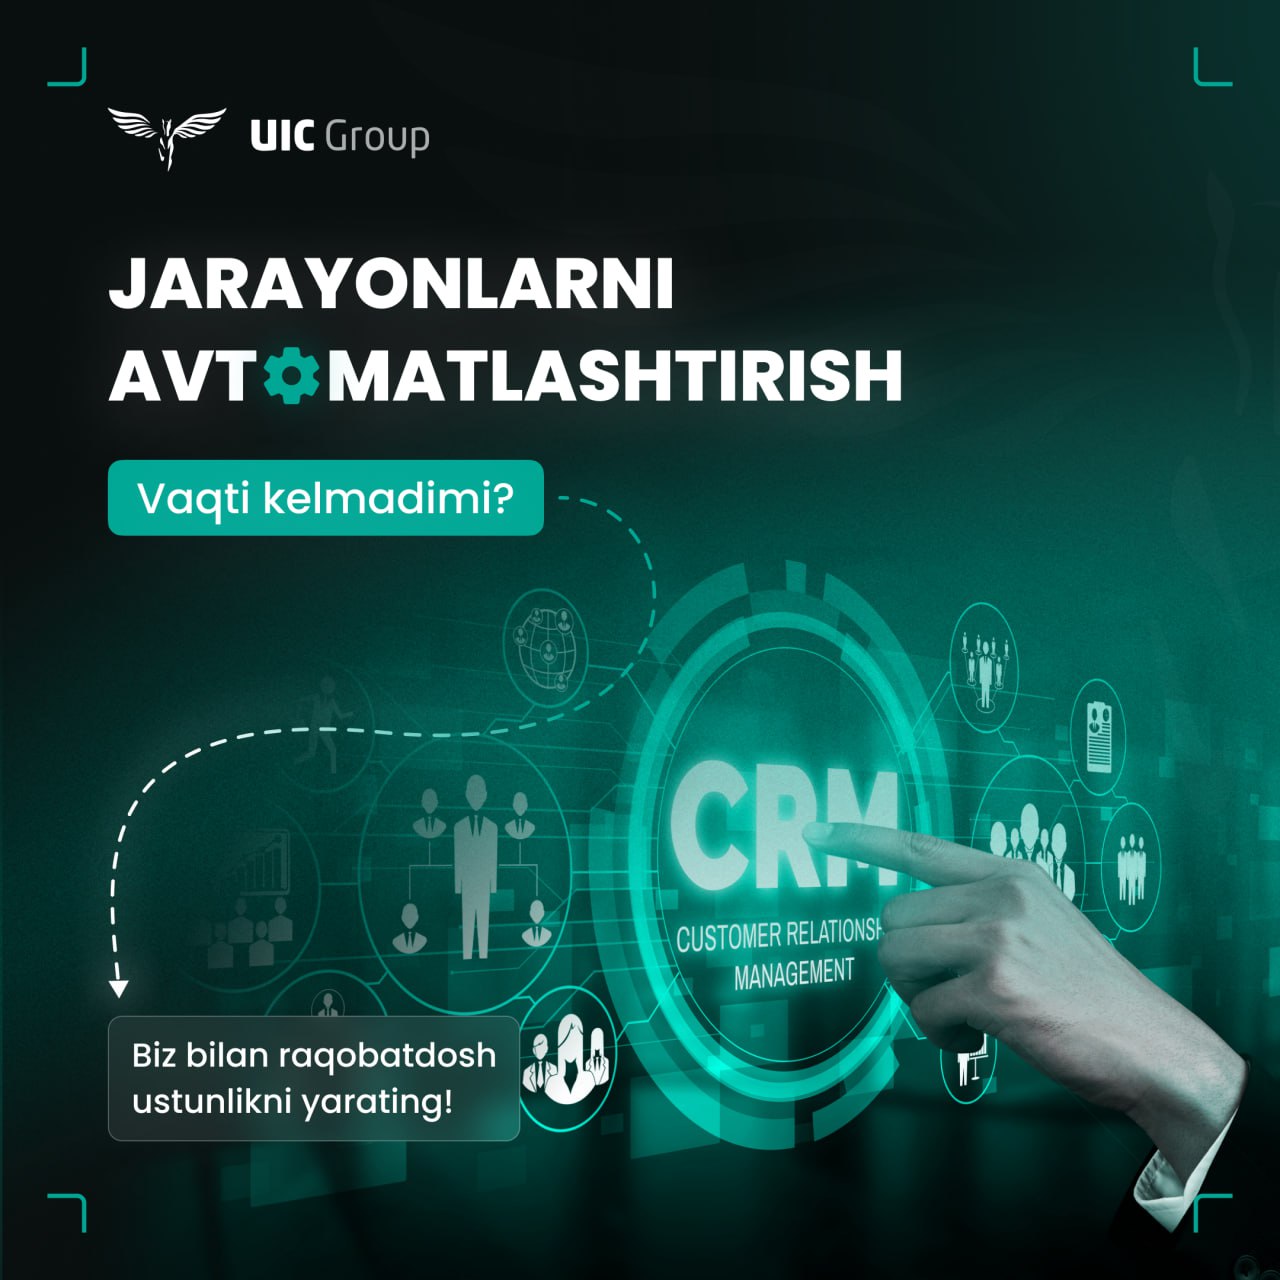 UIC Group
JARAYONLARNI
AVTOMATLASHTIRISH
Vaqti kelmadimi?
CRM
CUSTOMER RELATIONSH
MANAGEMENT
Biz bilan raqobatdosh
ustunlikni yarating!